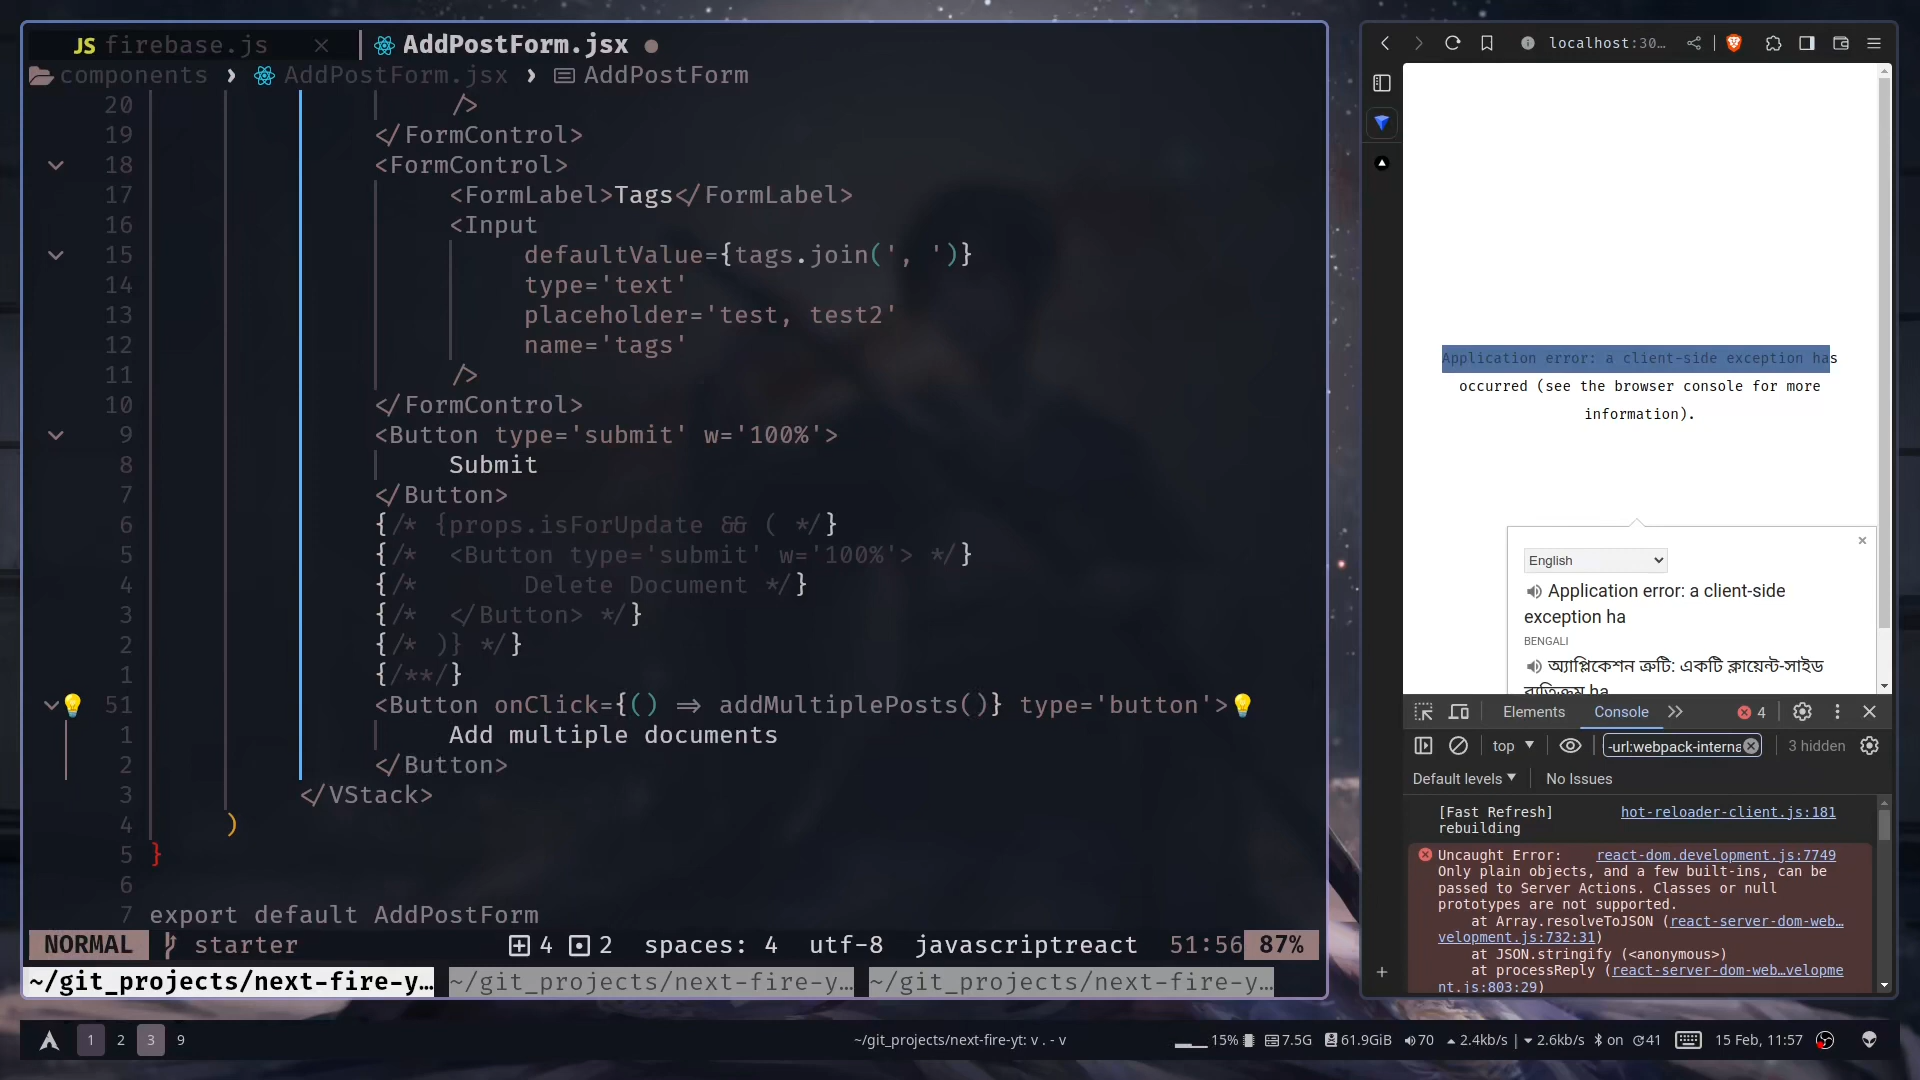 JS firebase.js × AddPostForm.jsx ●
components › AddPostForm.jsx › AddPostForm
20 />
19 </FormControl>
18 <FormControl>
17 <FormLabel>Tags</FormLabel>
16 <Input
15 defaultValue={tags.join(', ')}
14 type='text'
13 placeholder='test, test2'
12 name='tags'
11 />
10 </FormControl>
9 <Button type='submit' w='100%'>
8 Submit
7 </Button>
6 {/* {props.isForUpdate && ( */}
5 {/* <Button type='submit' w='100%'> */}
4 {/* Delete Document */}
3 {/* </Button> */}
2 {/* )} */}
1 {/**/}
51 <Button onClick={() => addMultiplePosts()} type='button'>
1 Add multiple documents
2 </Button>
3 </VStack>
4 )
5 }
6
7 export default AddPostForm
NORMAL starter 4 2 spaces: 4 utf-8 javascriptreact 51:56 87%
~/git_projects/next-fire-y… ~/git_projects/next-fire-y… ~/git_projects/next-fire-y…
localhost:30…
Application error: a client-side exception has
occurred (see the browser console for more
information).
English
Application error: a client-side
exception ha
BENGALI
অ্যাপ্লিকেশন ত্রুটি: একটি ক্লায়েন্ট-সাইড
ব্যতিক্রম ha
Elements Console 4
top -url:webpack-interna 3 hidden
Default levels No Issues
[Fast Refresh] hot-reloader-client.js:181
rebuilding
Uncaught Error: react-dom.development.js:7749
Only plain objects, and a few built-ins, can be
passed to Server Actions. Classes or null
prototypes are not supported.
at Array.resolveToJSON (react-server-dom-web…
velopment.js:732:31)
at JSON.stringify (<anonymous>)
at processReply (react-server-dom-web…velopme
nt.js:803:29)
1 2 3 9
~/git_projects/next-fire-yt: v . - v
15% 7.5G 61.9GiB 70 2.4kb/s | 2.6kb/s on 41 15 Feb, 11:57